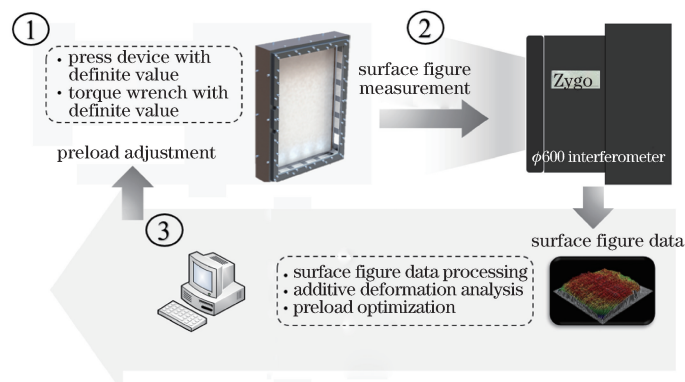 ①
• press device with
definite value
• torque wrench with
definite value
preload adjustment
surface figure
measurement
②
Zygo
ϕ600 interferometer
surface figure data
③
• surface figure data processing
• additive deformation analysis
• preload optimization